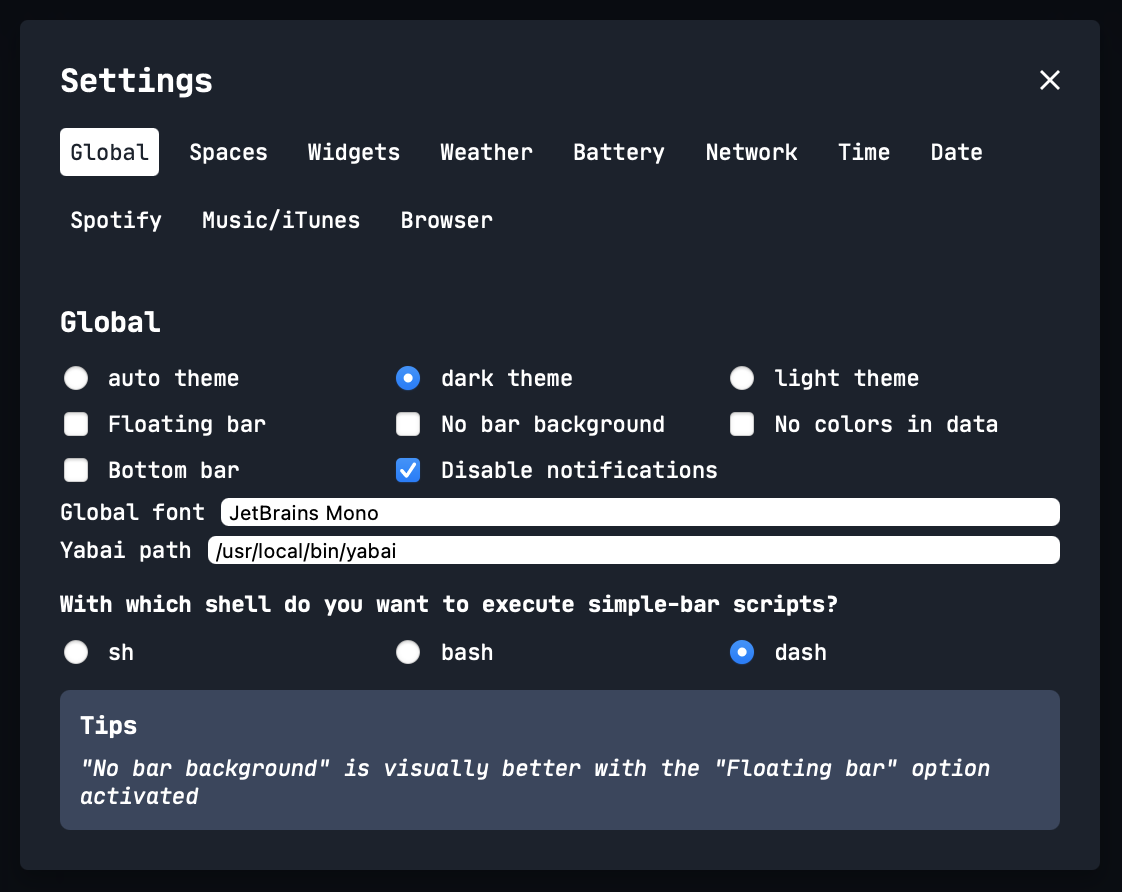 Settings
Global Spaces Widgets Weather Battery Network Time Date
Spotify Music/iTunes Browser
Global
auto theme dark theme light theme
Floating bar No bar background No colors in data
Bottom bar Disable notifications
Global font JetBrains Mono
Yabai path /usr/local/bin/yabai
With which shell do you want to execute simple-bar scripts?
sh bash dash
Tips
"No bar background" is visually better with the "Floating bar" option
activated